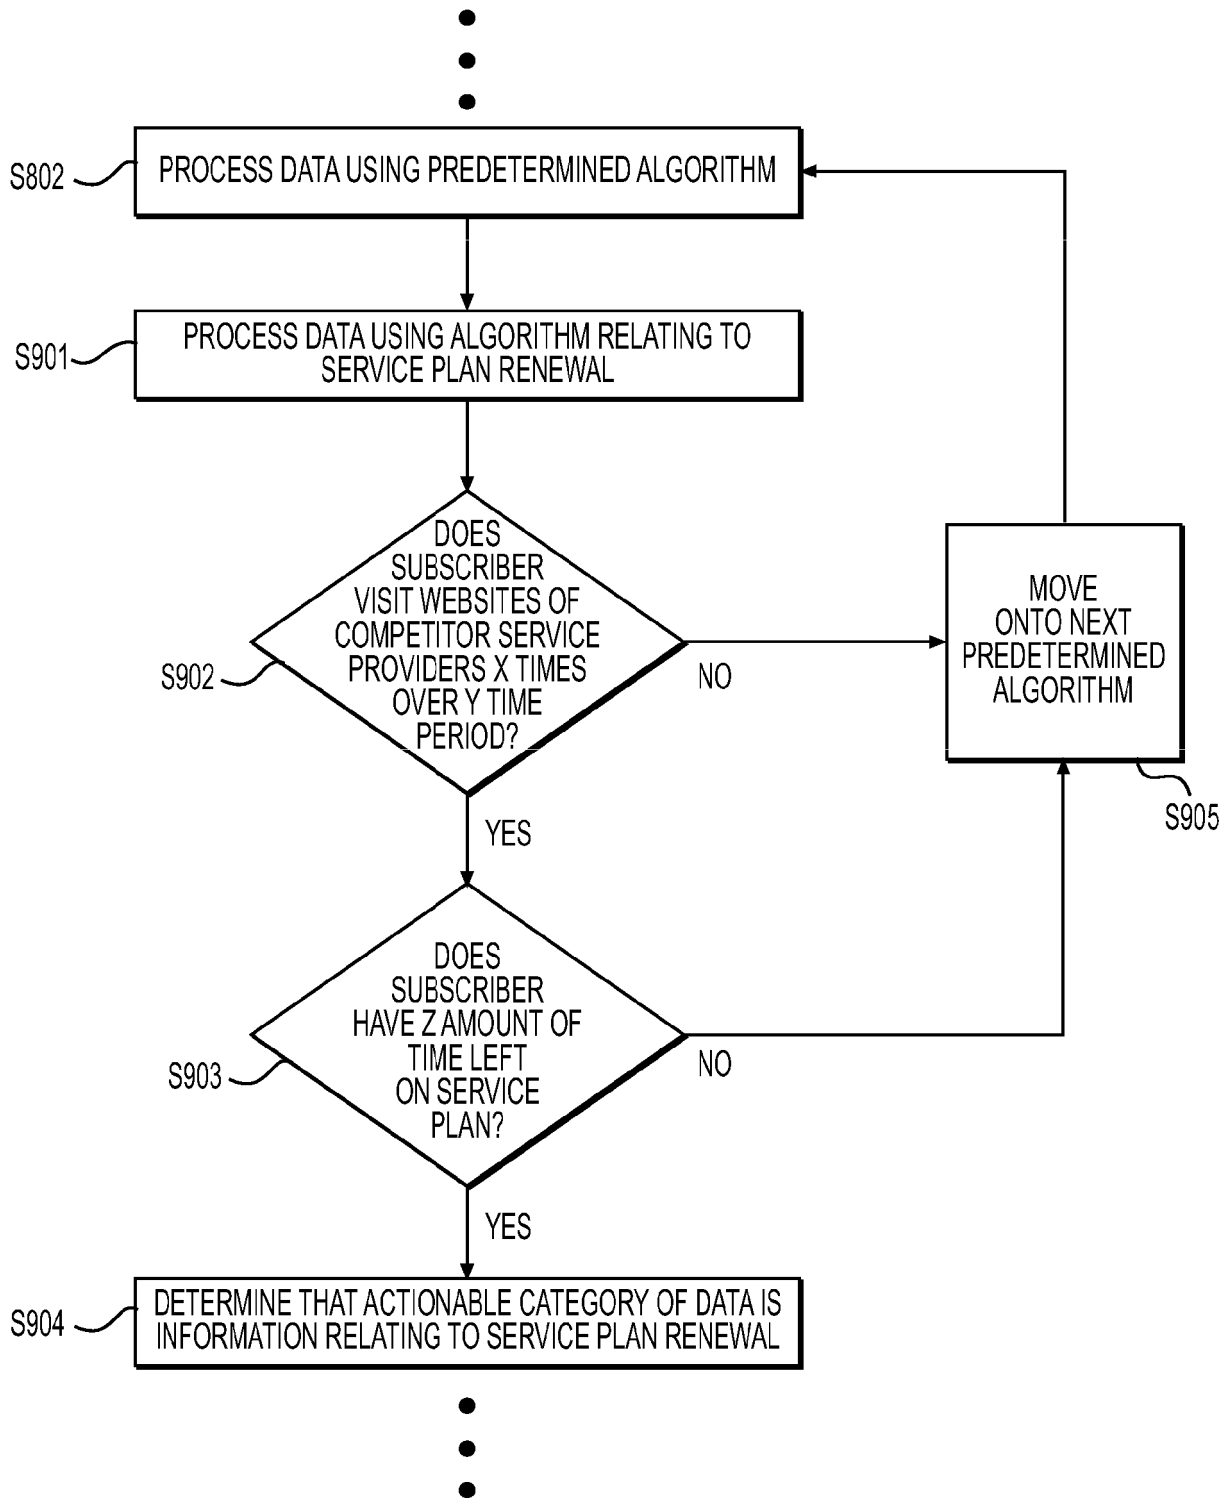 S802
PROCESS DATA USING PREDETERMINED ALGORITHM
S901
PROCESS DATA USING ALGORITHM RELATING TO
SERVICE PLAN RENEWAL
DOES
SUBSCRIBER
VISIT WEBSITES OF
COMPETITOR SERVICE
PROVIDERS X TIMES
OVER Y TIME
PERIOD?
S902
NO
MOVE
ONTO NEXT
PREDETERMINED
ALGORITHM
S905
YES
DOES
SUBSCRIBER
HAVE Z AMOUNT OF
TIME LEFT
ON SERVICE
PLAN?
S903
NO
YES
S904
DETERMINE THAT ACTIONABLE CATEGORY OF DATA IS
INFORMATION RELATING TO SERVICE PLAN RENEWAL